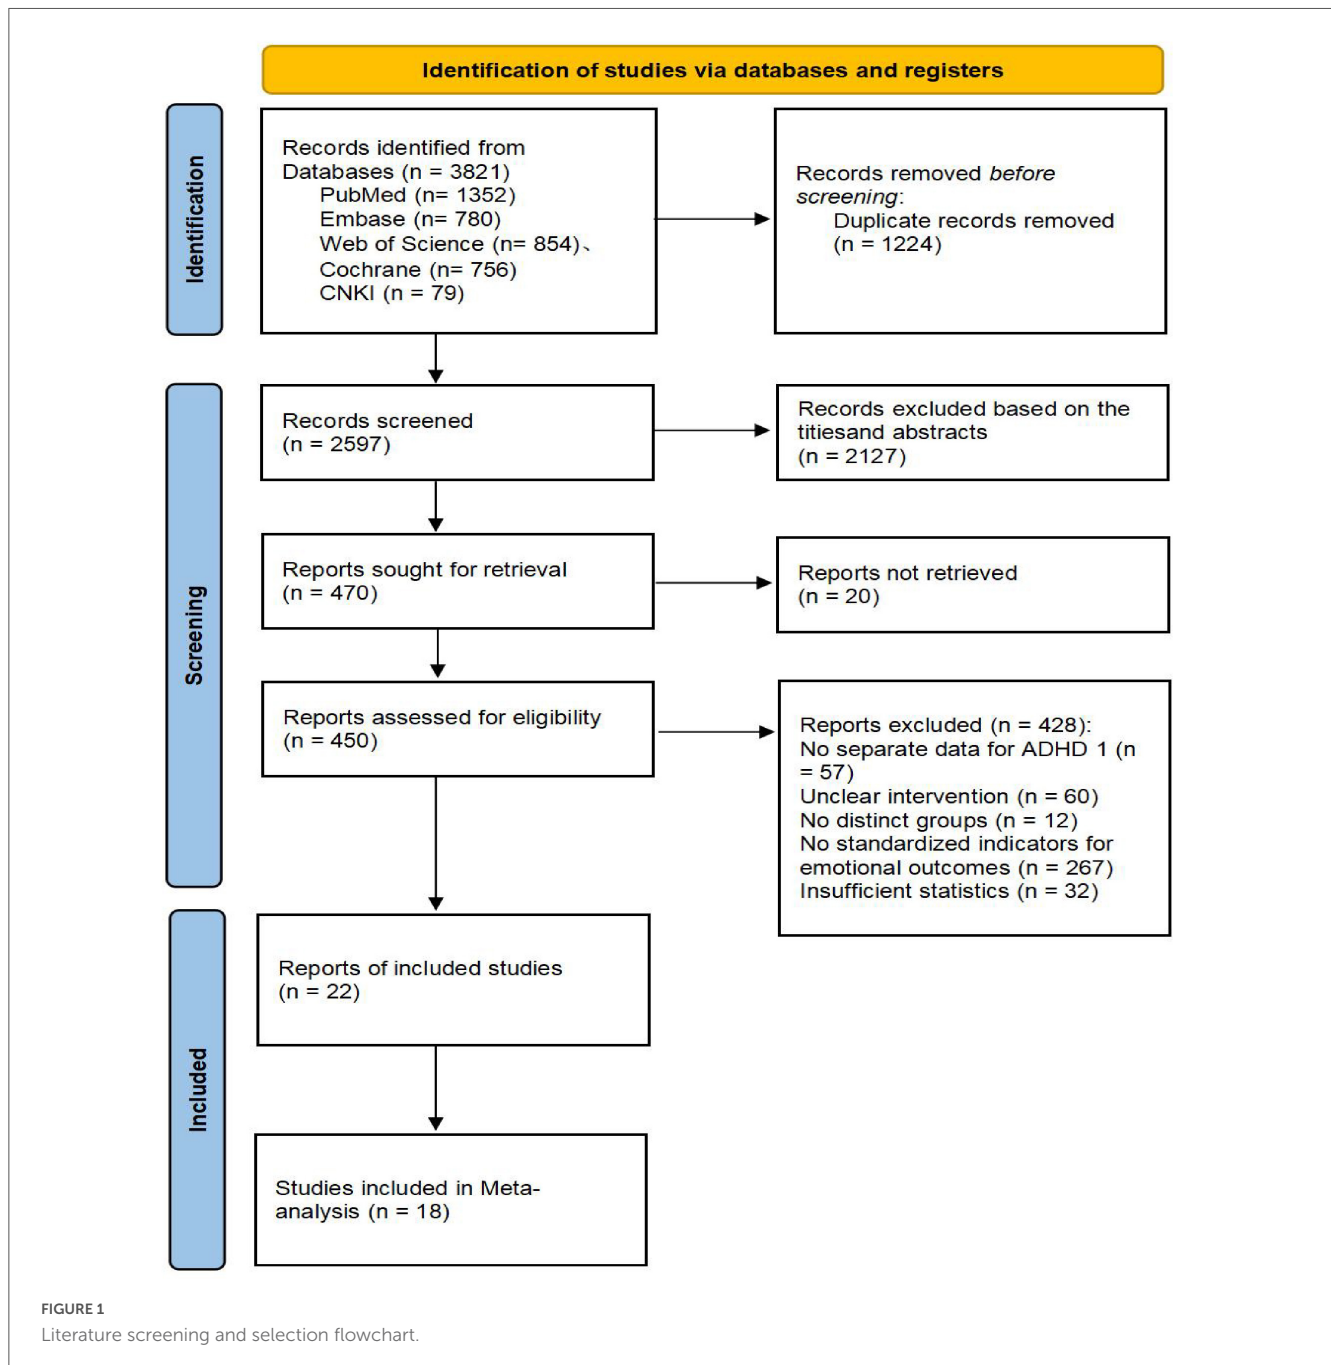 Identification of studies via databases and registers
Identification
Records identified from
Databases (n = 3821)
PubMed (n= 1352)
Embase (n= 780)
Web of Science (n= 854)、
Cochrane (n= 756)
CNKI (n = 79)
Records removed before
screening:
Duplicate records removed
(n = 1224)
Screening
Records screened
(n = 2597)
Records excluded based on the
titiesand abstracts
(n = 2127)
Reports sought for retrieval
(n = 470)
Reports not retrieved
(n = 20)
Reports assessed for eligibility
(n = 450)
Reports excluded (n = 428):
No separate data for ADHD 1 (n
= 57)
Unclear intervention (n = 60)
No distinct groups (n = 12)
No standardized indicators for
emotional outcomes (n = 267)
Insufficient statistics (n = 32)
Included
Reports of included studies
(n = 22)
Studies included in Meta-
analysis (n = 18)
FIGURE 1
Literature screening and selection flowchart.